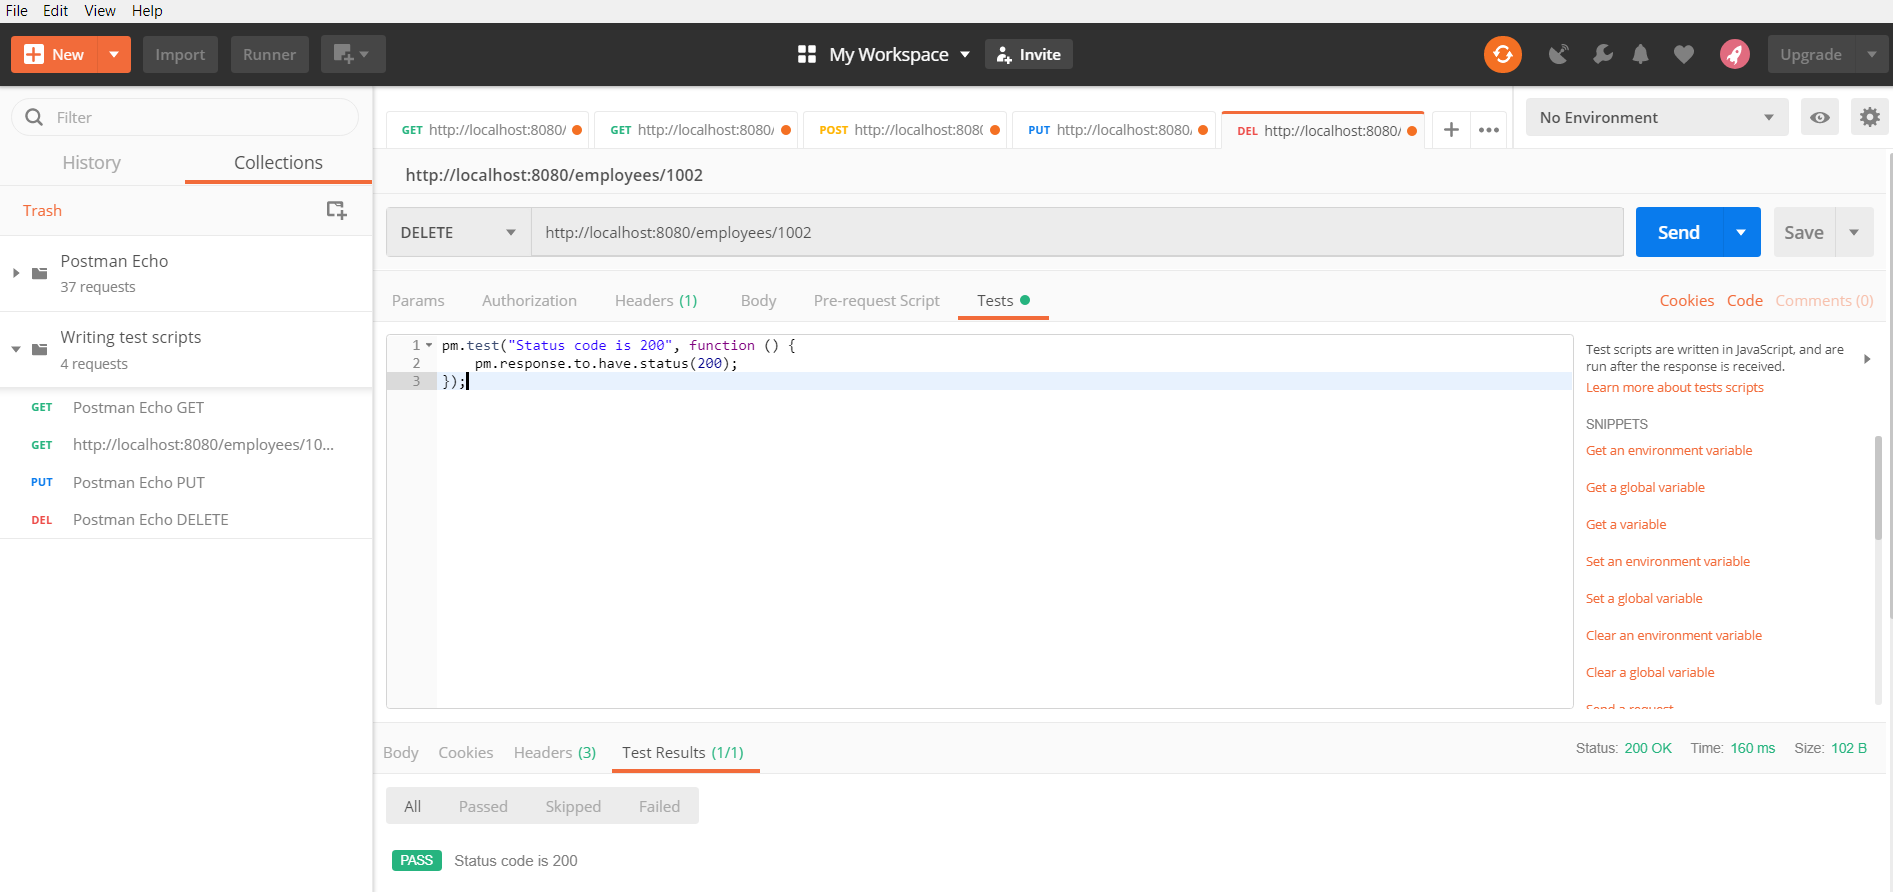 File Edit View Help
New Import Runner My Workspace Invite Upgrade
Filter
History Collections
Trash
Postman Echo
37 requests
Writing test scripts
4 requests
GET Postman Echo GET
GET http://localhost:8080/employees/10...
PUT Postman Echo PUT
DEL Postman Echo DELETE
GET http://localhost:8080/ GET http://localhost:8080/ POST http://localhost:808( PUT http://localhost:8080/ DEL http://localhost:8080/ + •••
No Environment
http://localhost:8080/employees/1002
DELETE http://localhost:8080/employees/1002 Send Save
Params Authorization Headers (1) Body Pre-request Script Tests Cookies Code Comments (0)
1 pm.test("Status code is 200", function () {
2 pm.response.to.have.status(200);
3 });
Test scripts are written in JavaScript, and are
run after the response is received.
Learn more about tests scripts
SNIPPETS
Get an environment variable
Get a global variable
Get a variable
Set an environment variable
Set a global variable
Clear an environment variable
Clear a global variable
Send a request
Body Cookies Headers (3) Test Results (1/1) Status: 200 OK Time: 160 ms Size: 102 B
All Passed Skipped Failed
PASS Status code is 200